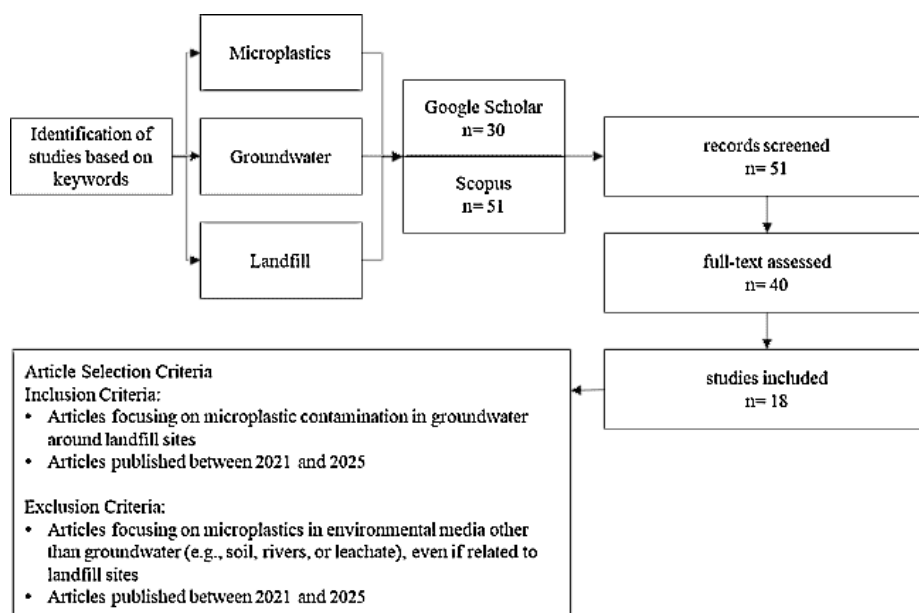 Identification of
studies based on
keywords
Microplastics
Groundwater
Landfill
Google Scholar
n= 30
Scopus
n= 51
records screened
n= 51
full-text assessed
n= 40
studies included
n= 18
Article Selection Criteria
Inclusion Criteria:
• Articles focusing on microplastic contamination in groundwater
around landfill sites
• Articles published between 2021 and 2025
Exclusion Criteria:
• Articles focusing on microplastics in environmental media other
than groundwater (e.g., soil, rivers, or leachate), even if related to
landfill sites
• Articles published between 2021 and 2025